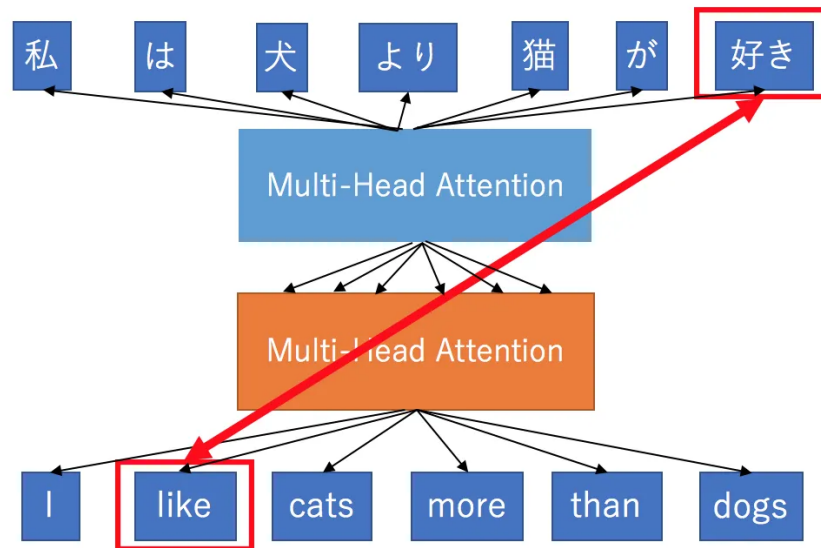 私 は 犬 より 猫 が 好き
Multi-Head Attention
Multi-Head Attention
I like cats more than dogs